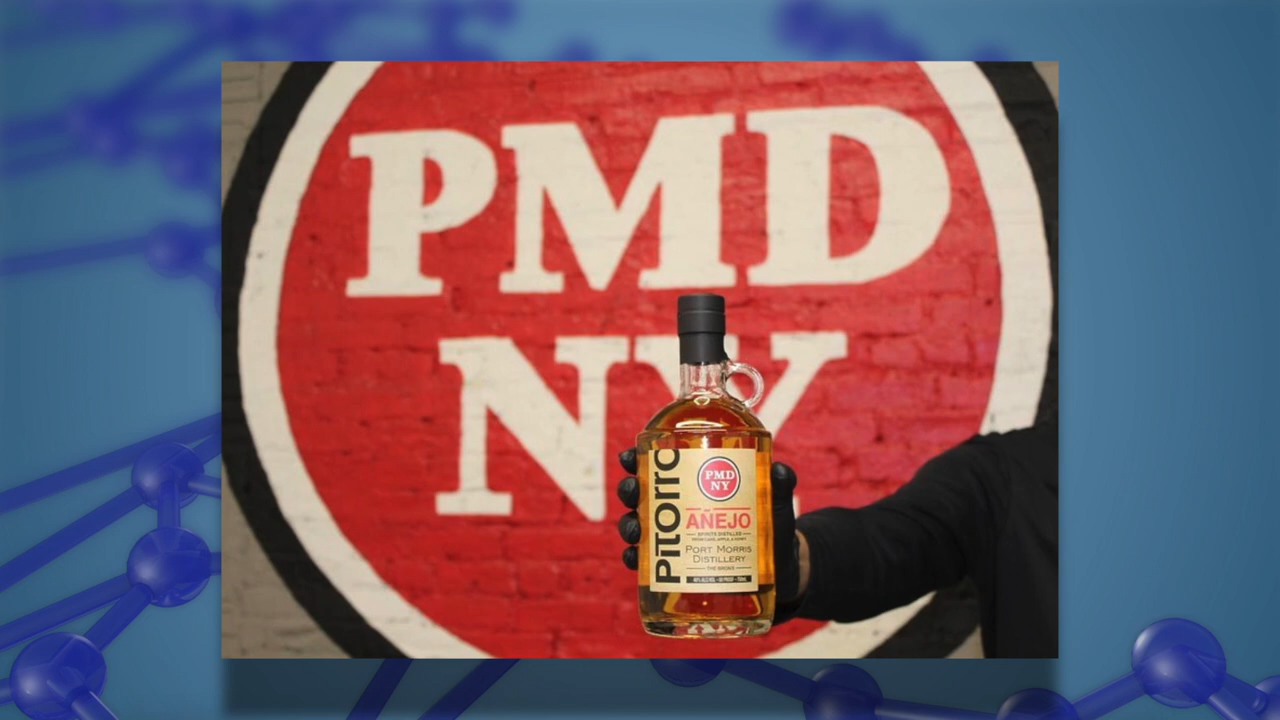 PMD
NY
Pitorro
PMD
NY
AÑEJO
SPIRITS DISTILLED
PORT MORRIS
DISTILLERY
THE BRONX